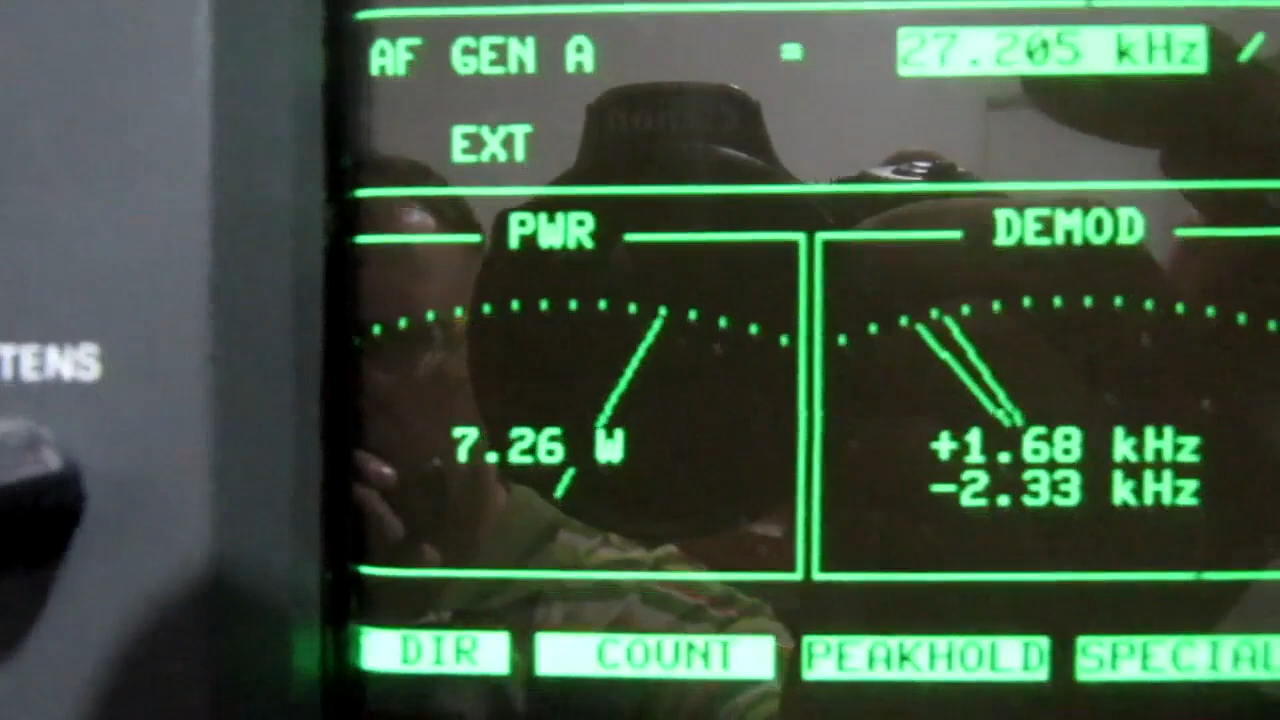 AF GEN A = 27.205 kHz /
EXT
PWR DEMOD
TENS
7.26 W +1.68 kHz
-2.33 kHz
DIR COUNT PEAKHOLD SPECIAL